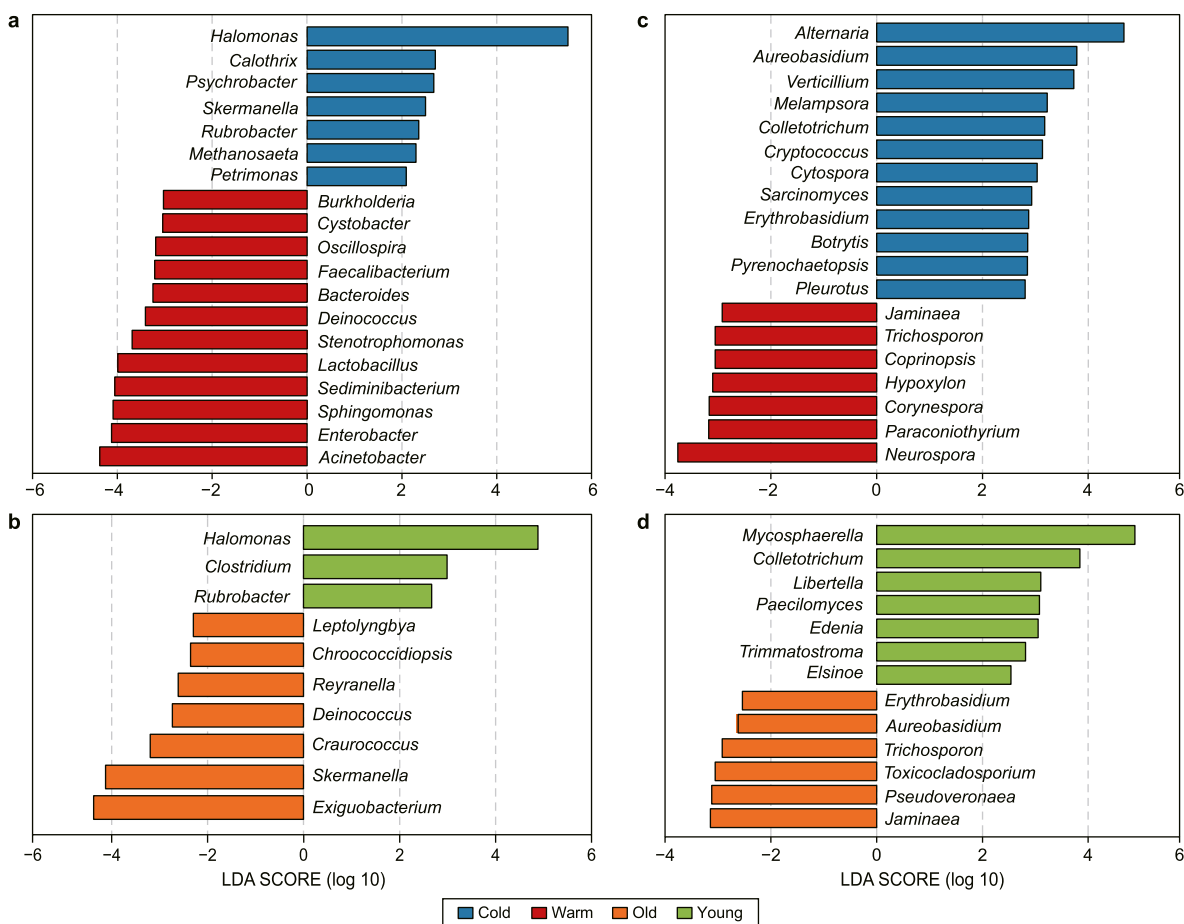 a
Halomonas
Calothrix
Psychrobacter
Skermanella
Rubrobacter
Methanosaeta
Petrimonas
Burkholderia
Cystobacter
Oscillospira
Faecalibacterium
Bacteroides
Deinococcus
Stenotrophomonas
Lactobacillus
Sediminibacterium
Sphingomonas
Enterobacter
Acinetobacter
−6 −4 −2 0 2 4 6
b
Halomonas
Clostridium
Rubrobacter
Leptolyngbya
Chroococcidiopsis
Reyranella
Deinococcus
Craurococcus
Skermanella
Exiguobacterium
−6 −4 −2 0 2 4 6
LDA SCORE (log 10)
c
Alternaria
Aureobasidium
Verticillium
Melampsora
Colletotrichum
Cryptococcus
Cytospora
Sarcinomyces
Erythrobasidium
Botrytis
Pyrenochaetopsis
Pleurotus
Jaminaea
Trichosporon
Coprinopsis
Hypoxylon
Corynespora
Paraconiothyrium
Neurospora
−4 −2 0 2 4 6
d
Mycosphaerella
Colletotrichum
Libertella
Paecilomyces
Edenia
Trimmatostroma
Elsinoe
Erythrobasidium
Aureobasidium
Trichosporon
Toxicocladosporium
Pseudoveronaea
Jaminaea
−4 −2 0 2 4 6
LDA SCORE (log 10)
Cold Warm Old Young